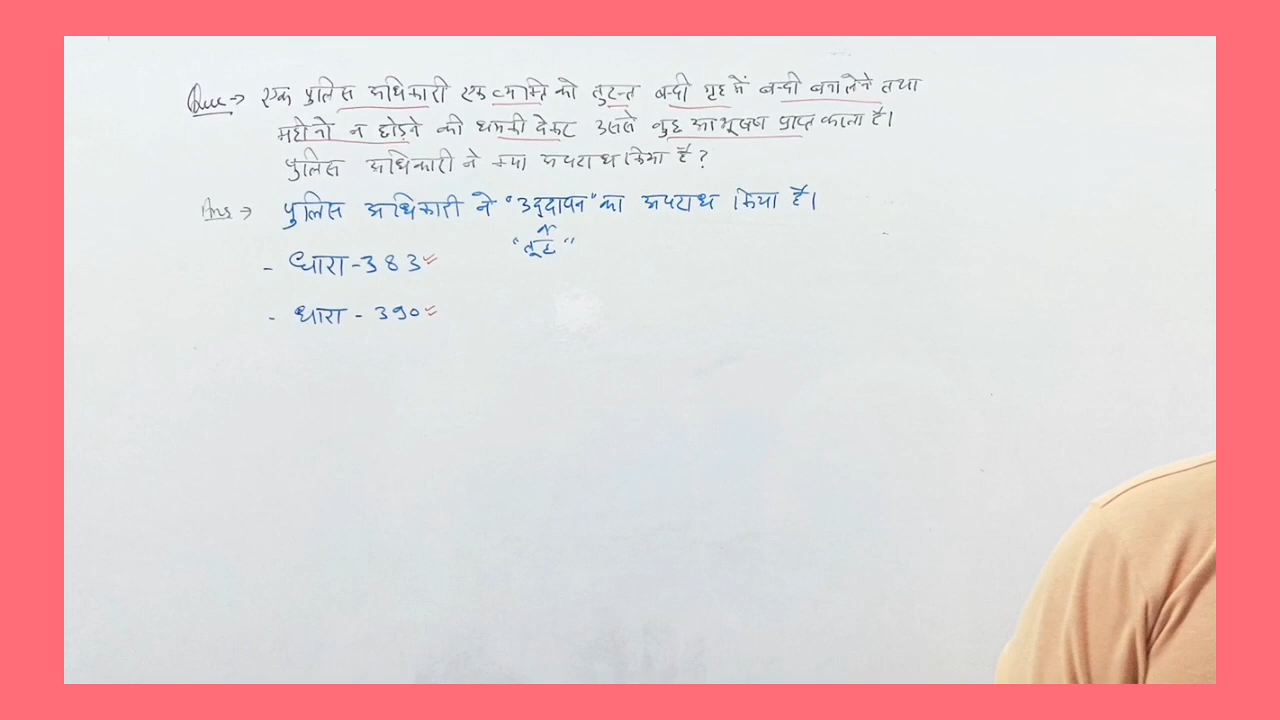 Que → एक पुलिस अधिकारी एक व्यक्ति को तुरन्त बन्दी गृह में बन्दी बना लेने तथा
महीनों न छोड़ने की धमकी देकर उससे कुछ आभूषण प्राप्त करता है।
पुलिस अधिकारी ने क्या अपराध किया है?
Ans → पुलिस अधिकारी ने "उद्दापन" का अपराध किया है।
"लूट"
- धारा - 383
- धारा - 390